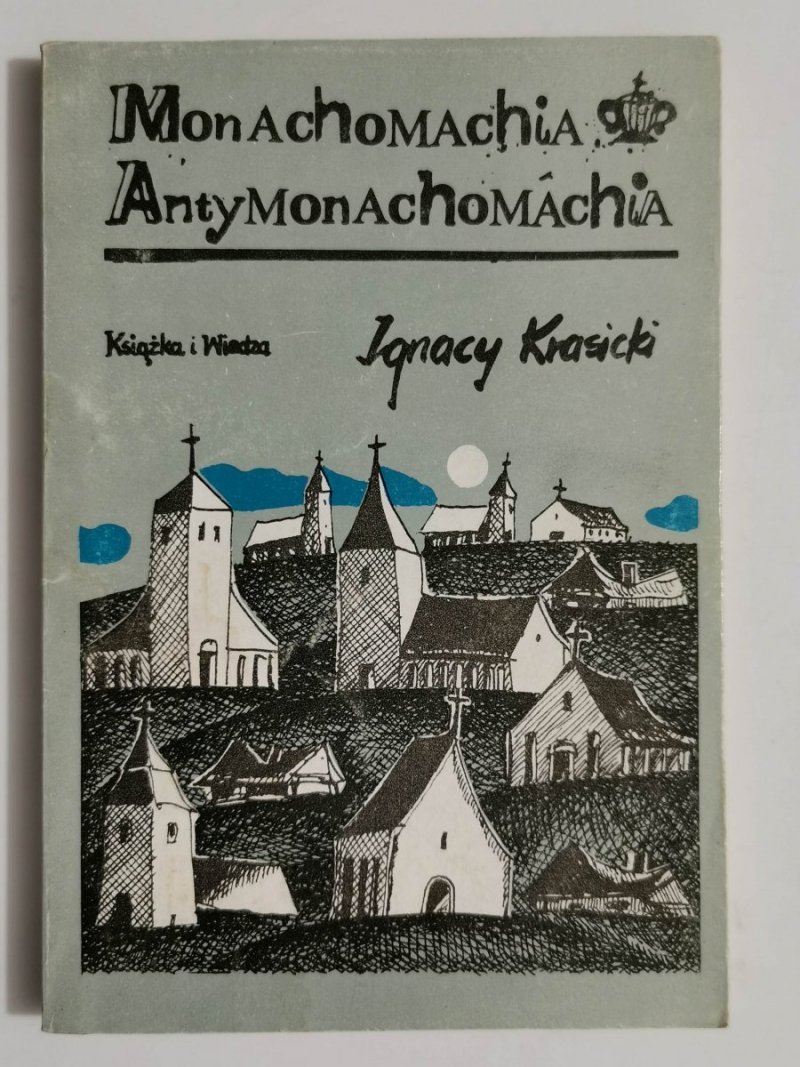 Monachomachia
Antymonachomáchia
Książka i Wiedza
Ignacy Krasicki